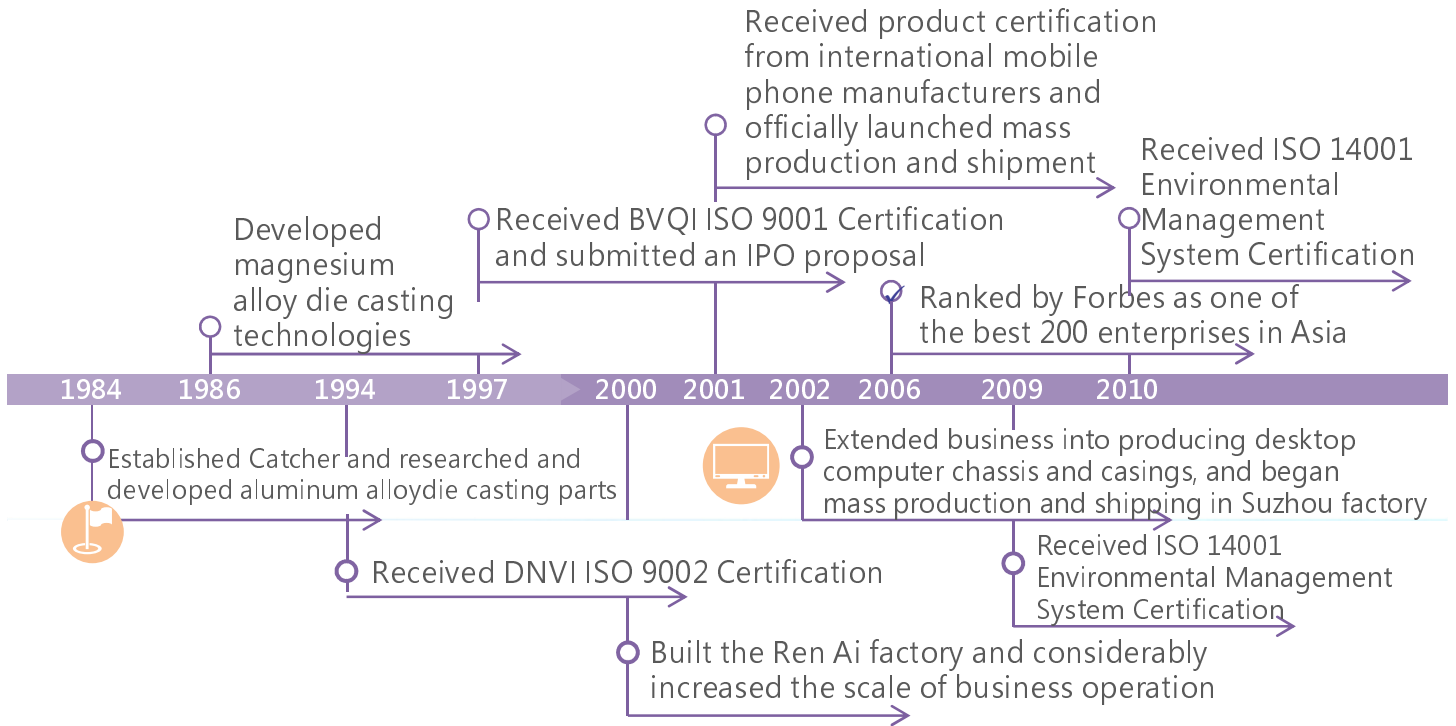 Received product certification
from international mobile
phone manufacturers and
officially launched mass
production and shipment
Received ISO 14001
Environmental
Management
System Certification
Developed
magnesium
alloy die casting
technologies
Received BVQI ISO 9001 Certification
and submitted an IPO proposal
Ranked by Forbes as one of
the best 200 enterprises in Asia
1984 1986 1994 1997 2000 2001 2002 2006 2009 2010
Established Catcher and researched and
developed aluminum alloydie casting parts
Extended business into producing desktop
computer chassis and casings, and began
mass production and shipping in Suzhou factory
Received DNVI ISO 9002 Certification
Received ISO 14001
Environmental Management
System Certification
Built the Ren Ai factory and considerably
increased the scale of business operation